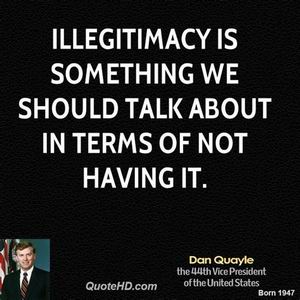 ILLEGITIMACY IS
SOMETHING WE
SHOULD TALK ABOUT
IN TERMS OF NOT
HAVING IT.
Dan Quayle
the 44th Vice President
of the United States
QuoteHD.com
Born 1947